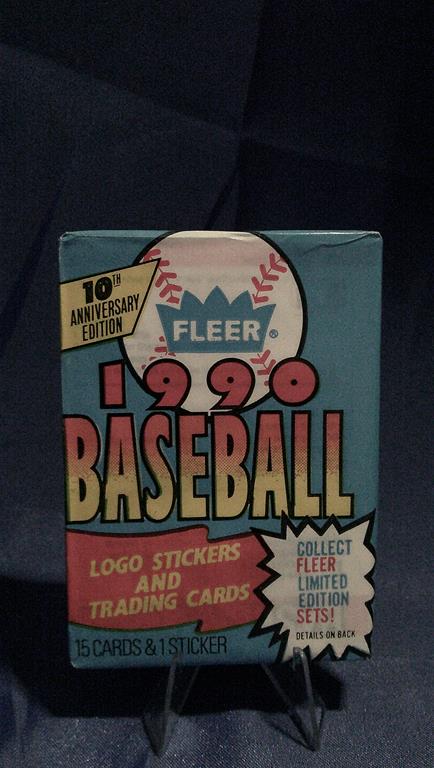 10TH
ANNIVERSARY
EDITION
FLEER®
1990
BASEBALL
LOGO STICKERS
AND
TRADING CARDS
COLLECT
FLEER
LIMITED
EDITION
SETS!
DETAILS ON BACK
15 CARDS & 1 STICKER